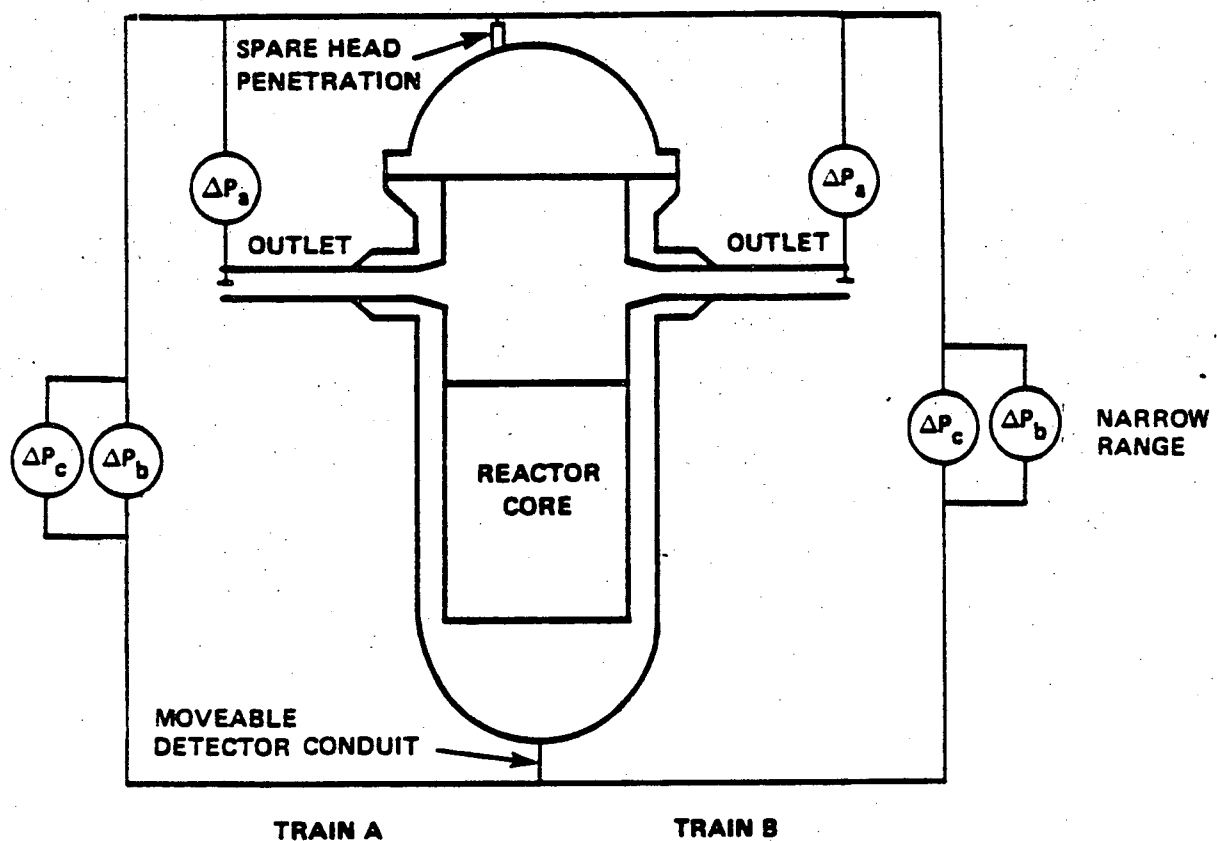 SPARE HEAD
PENETRATION
ΔPa
ΔPa
OUTLET
OUTLET
ΔPc
ΔPb
ΔPc
ΔPb
NARROW
RANGE
REACTOR
CORE
MOVEABLE
DETECTOR CONDUIT
TRAIN A
TRAIN B